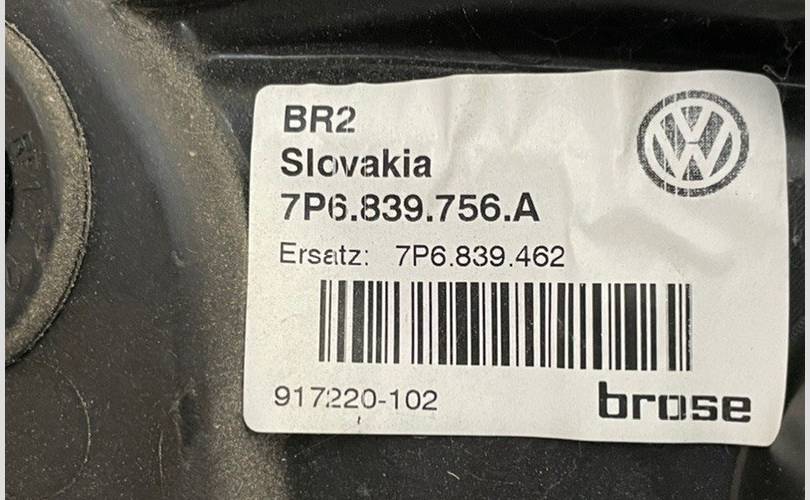 BR2
Slovakia
7P6.839.756.A
Ersatz: 7P6.839.462
917220-102
brose